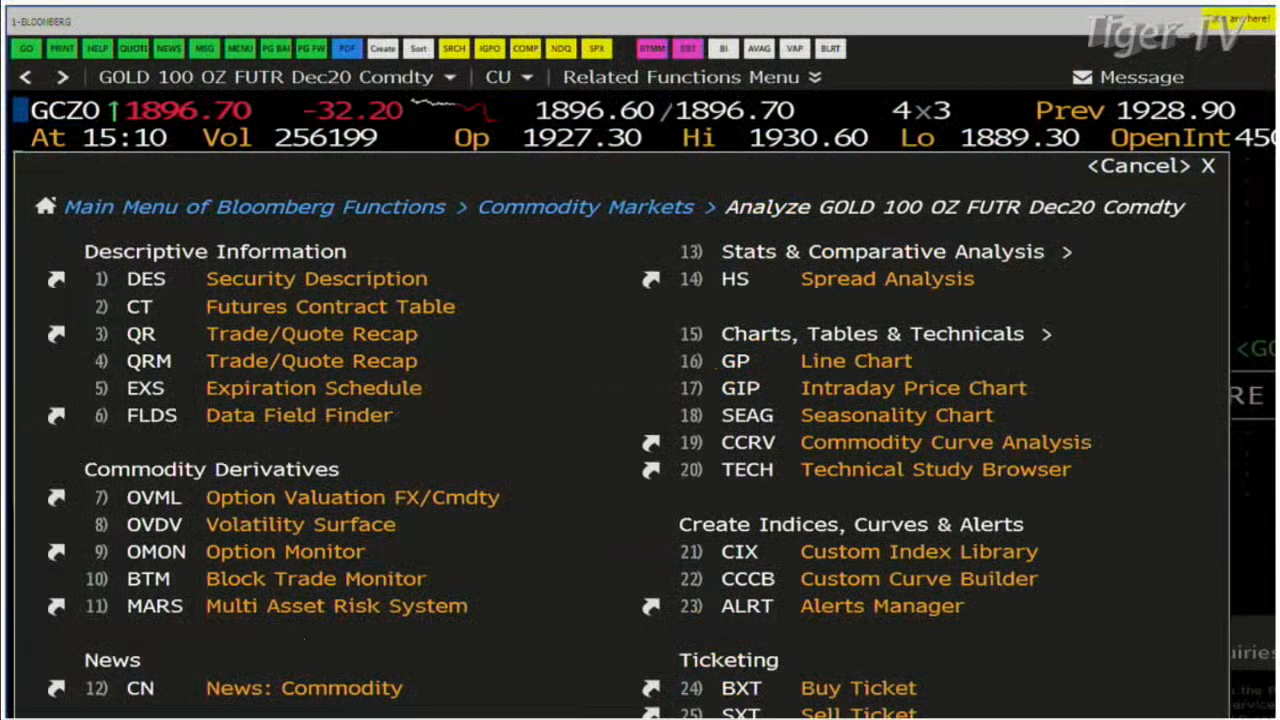 1-BLOOMBERG
Tiger-TV
GO PRINT HELP QUOTE NEWS MSG MENU PG BAC PG FW PDF Create Sort SRCH IGPO COMP NDQ SPX BTMM BI AVAG VAP BLRT
< > GOLD 100 OZ FUTR Dec20 Comdty CU Related Functions Menu Message
GCZ0 ↑1896.70 -32.20 1896.60/1896.70 4x3 Prev 1928.90
At 15:10 Vol 256199 Op 1927.30 Hi 1930.60 Lo 1889.30 OpenInt 450
<Cancel> X
Main Menu of Bloomberg Functions > Commodity Markets > Analyze GOLD 100 OZ FUTR Dec20 Comdty
Descriptive Information
1) DES Security Description
2) CT Futures Contract Table
3) QR Trade/Quote Recap
4) QRM Trade/Quote Recap
5) EXS Expiration Schedule
6) FLDS Data Field Finder
Commodity Derivatives
7) OVML Option Valuation FX/Cmdty
8) OVDV Volatility Surface
9) OMON Option Monitor
10) BTM Block Trade Monitor
11) MARS Multi Asset Risk System
News
12) CN News: Commodity
13) Stats & Comparative Analysis >
14) HS Spread Analysis
15) Charts, Tables & Technicals >
16) GP Line Chart
17) GIP Intraday Price Chart
18) SEAG Seasonality Chart
19) CCRV Commodity Curve Analysis
20) TECH Technical Study Browser
Create Indices, Curves & Alerts
21) CIX Custom Index Library
22) CCCB Custom Curve Builder
23) ALRT Alerts Manager
Ticketing
24) BXT Buy Ticket
25) SXT Sell Ticket
<GO
RE
iries